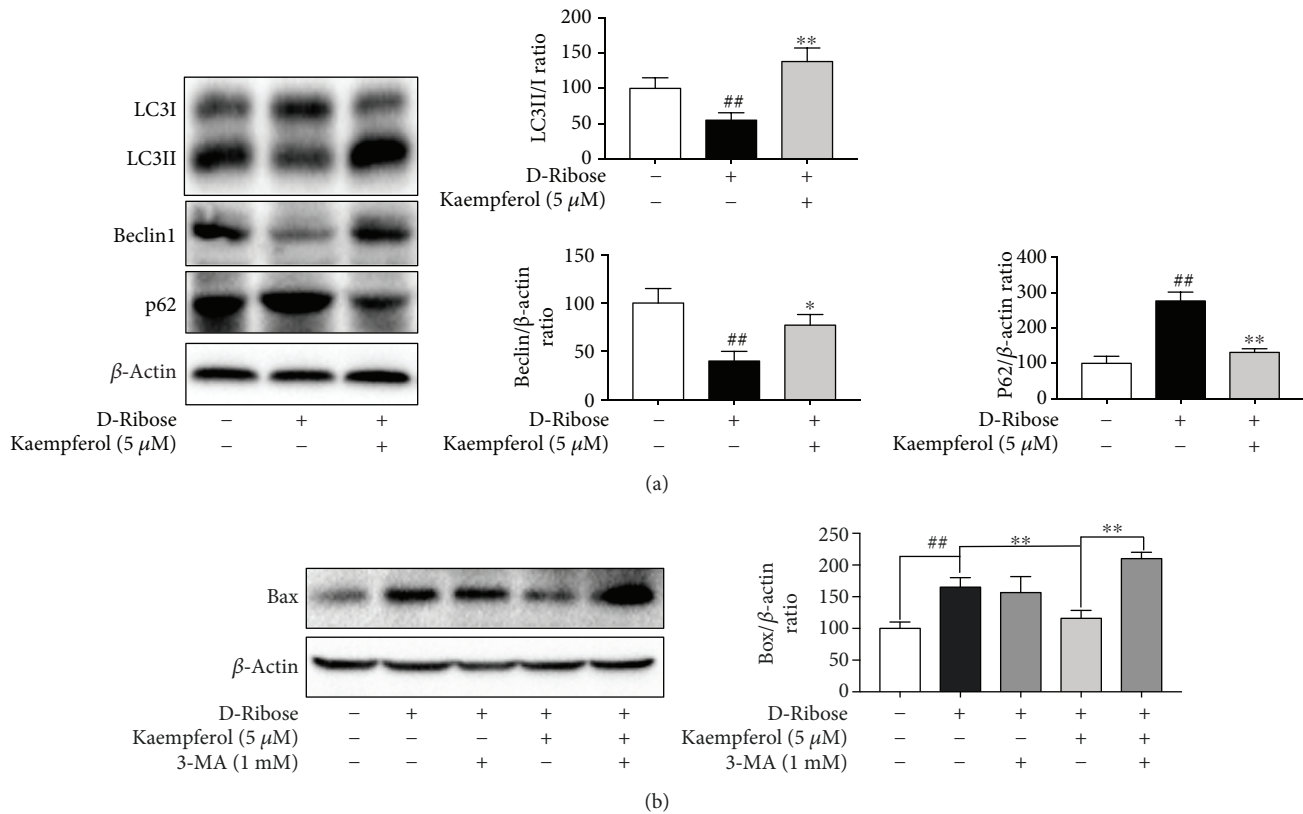 LC3I
LC3II
Beclin1
p62
β-Actin
D-Ribose − + +
Kaempferol (5 μM) − − +
LC3II/I ratio
200
150
100
50
0
##
**
D-Ribose − + +
Kaempferol (5 μM) − − +
Beclin/β-actin
ratio
150
100
50
0
##
*
D-Ribose − + +
Kaempferol (5 μM) − − +
P62/β-actin ratio
400
300
200
100
0
##
**
D-Ribose − + +
Kaempferol (5 μM) − − +
(a)
Bax
β-Actin
D-Ribose − + + + +
Kaempferol (5 μM) − − − + +
3-MA (1 mM) − − + − +
Box/β-actin
ratio
250
200
150
100
50
0
##
**
**
D-Ribose − + + + +
Kaempferol (5 μM) − − − + +
3-MA (1 mM) − − + − +
(b)